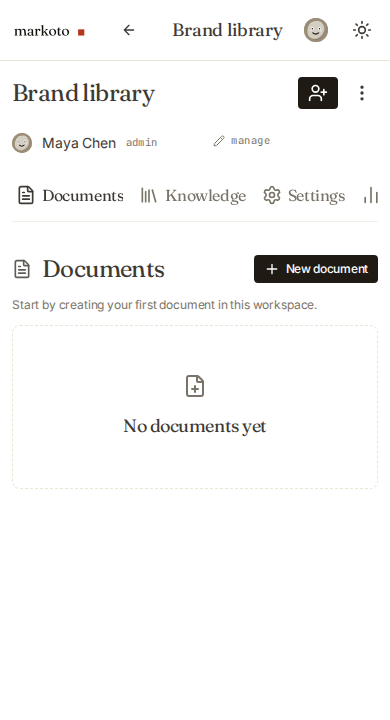 markoto
Brand library
Brand library
Maya Chen admin manage
Documents Knowledge Settings
Documents
New document
Start by creating your first document in this workspace.
No documents yet